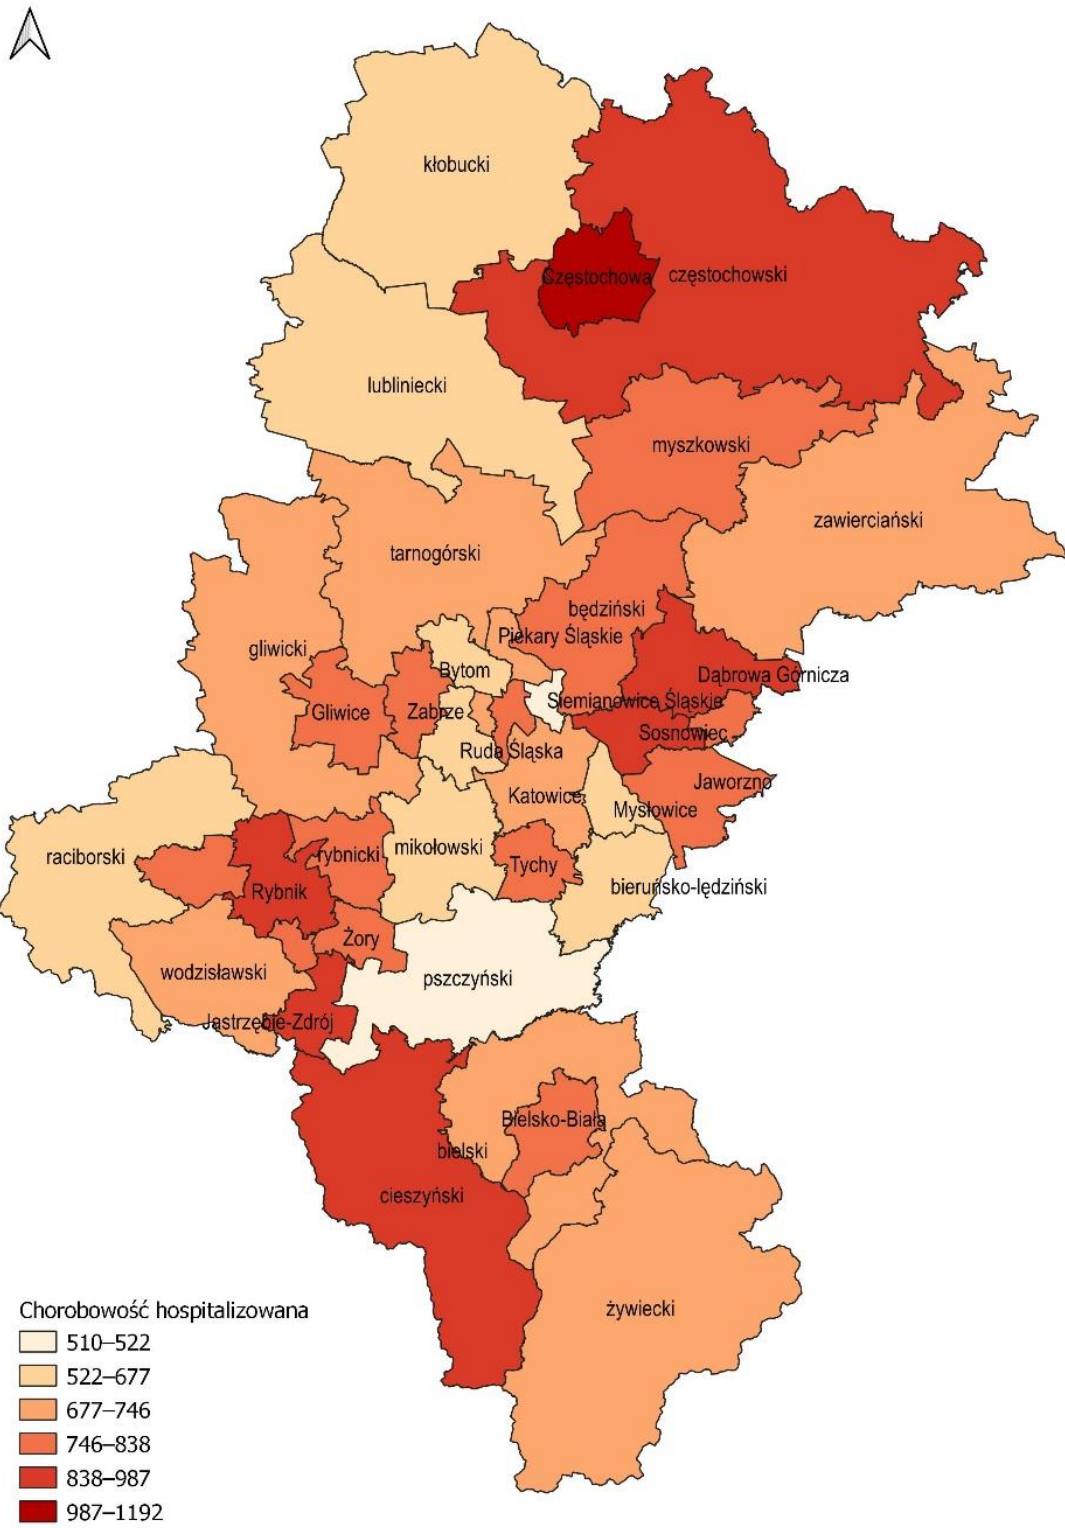 kłobucki
Częstochowa
częstochowski
lubliniecki
myszkowski
zawierciański
tarnogórski
będziński
Piekary Śląskie
gliwicki
Bytom
Dąbrowa Górnicza
Siemianowice Śląskie
Gliwice
Zabrze
Sosnowiec
Ruda Śląska
Jaworzno
Katowice
Mysłowice
raciborski
rybnicki
mikołowski
Tychy
bieruńsko-lędziński
Rybnik
Żory
wodzisławski
pszczyński
Jastrzębie-Zdrój
Bielsko-Biała
bielski
cieszyński
żywiecki
Chorobowość hospitalizowana
510–522
522–677
677–746
746–838
838–987
987–1192